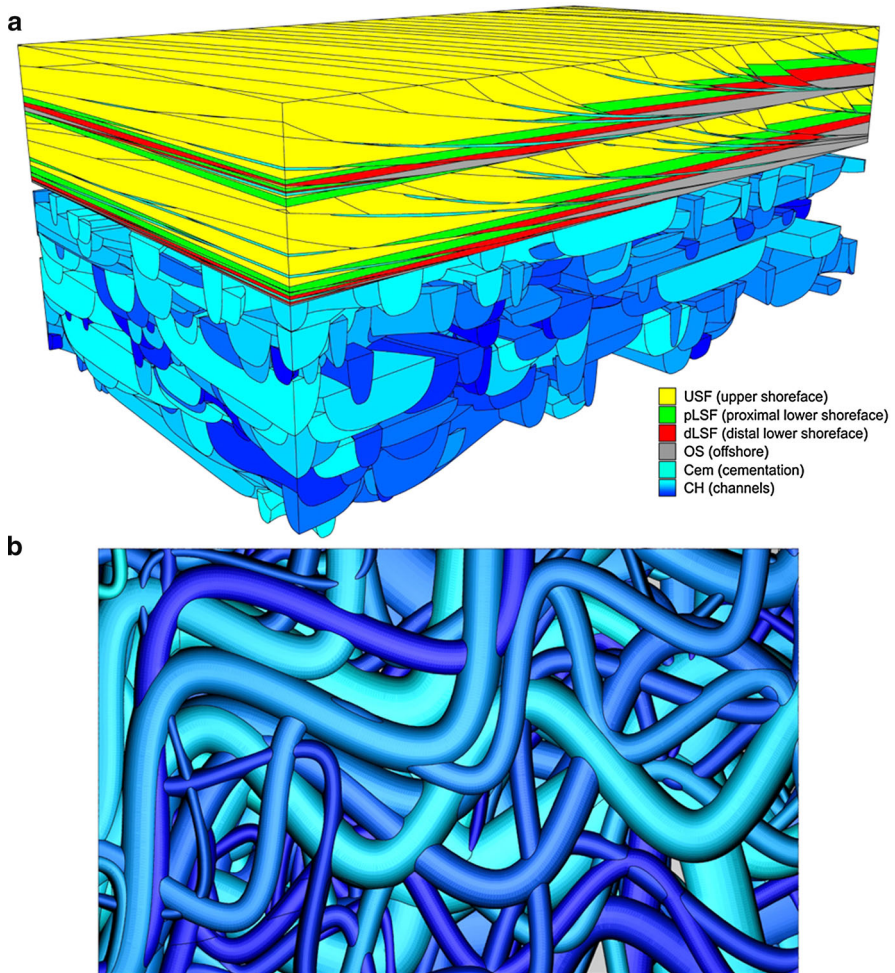 a
USF (upper shoreface)
pLSF (proximal lower shoreface)
dLSF (distal lower shoreface)
OS (offshore)
Cem (cementation)
CH (channels)
b